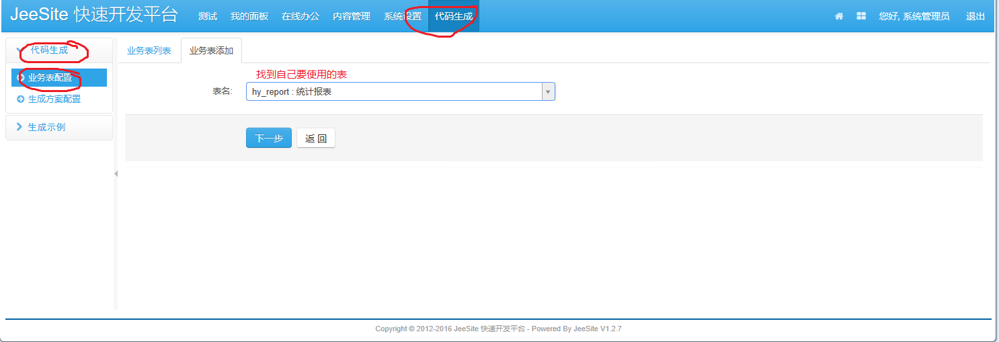 JeeSite 快速开发平台 测试 我的面板 在线办公 内容管理 系统设置 代码生成 您好, 系统管理员 退出
代码生成
业务表配置
生成方案配置
生成示例
业务表列表 业务表添加
找到自己要使用的表
表名: hy_report : 统计报表
下一步 返 回
Copyright © 2012-2016 JeeSite 快速开发平台 - Powered By JeeSite V1.2.7